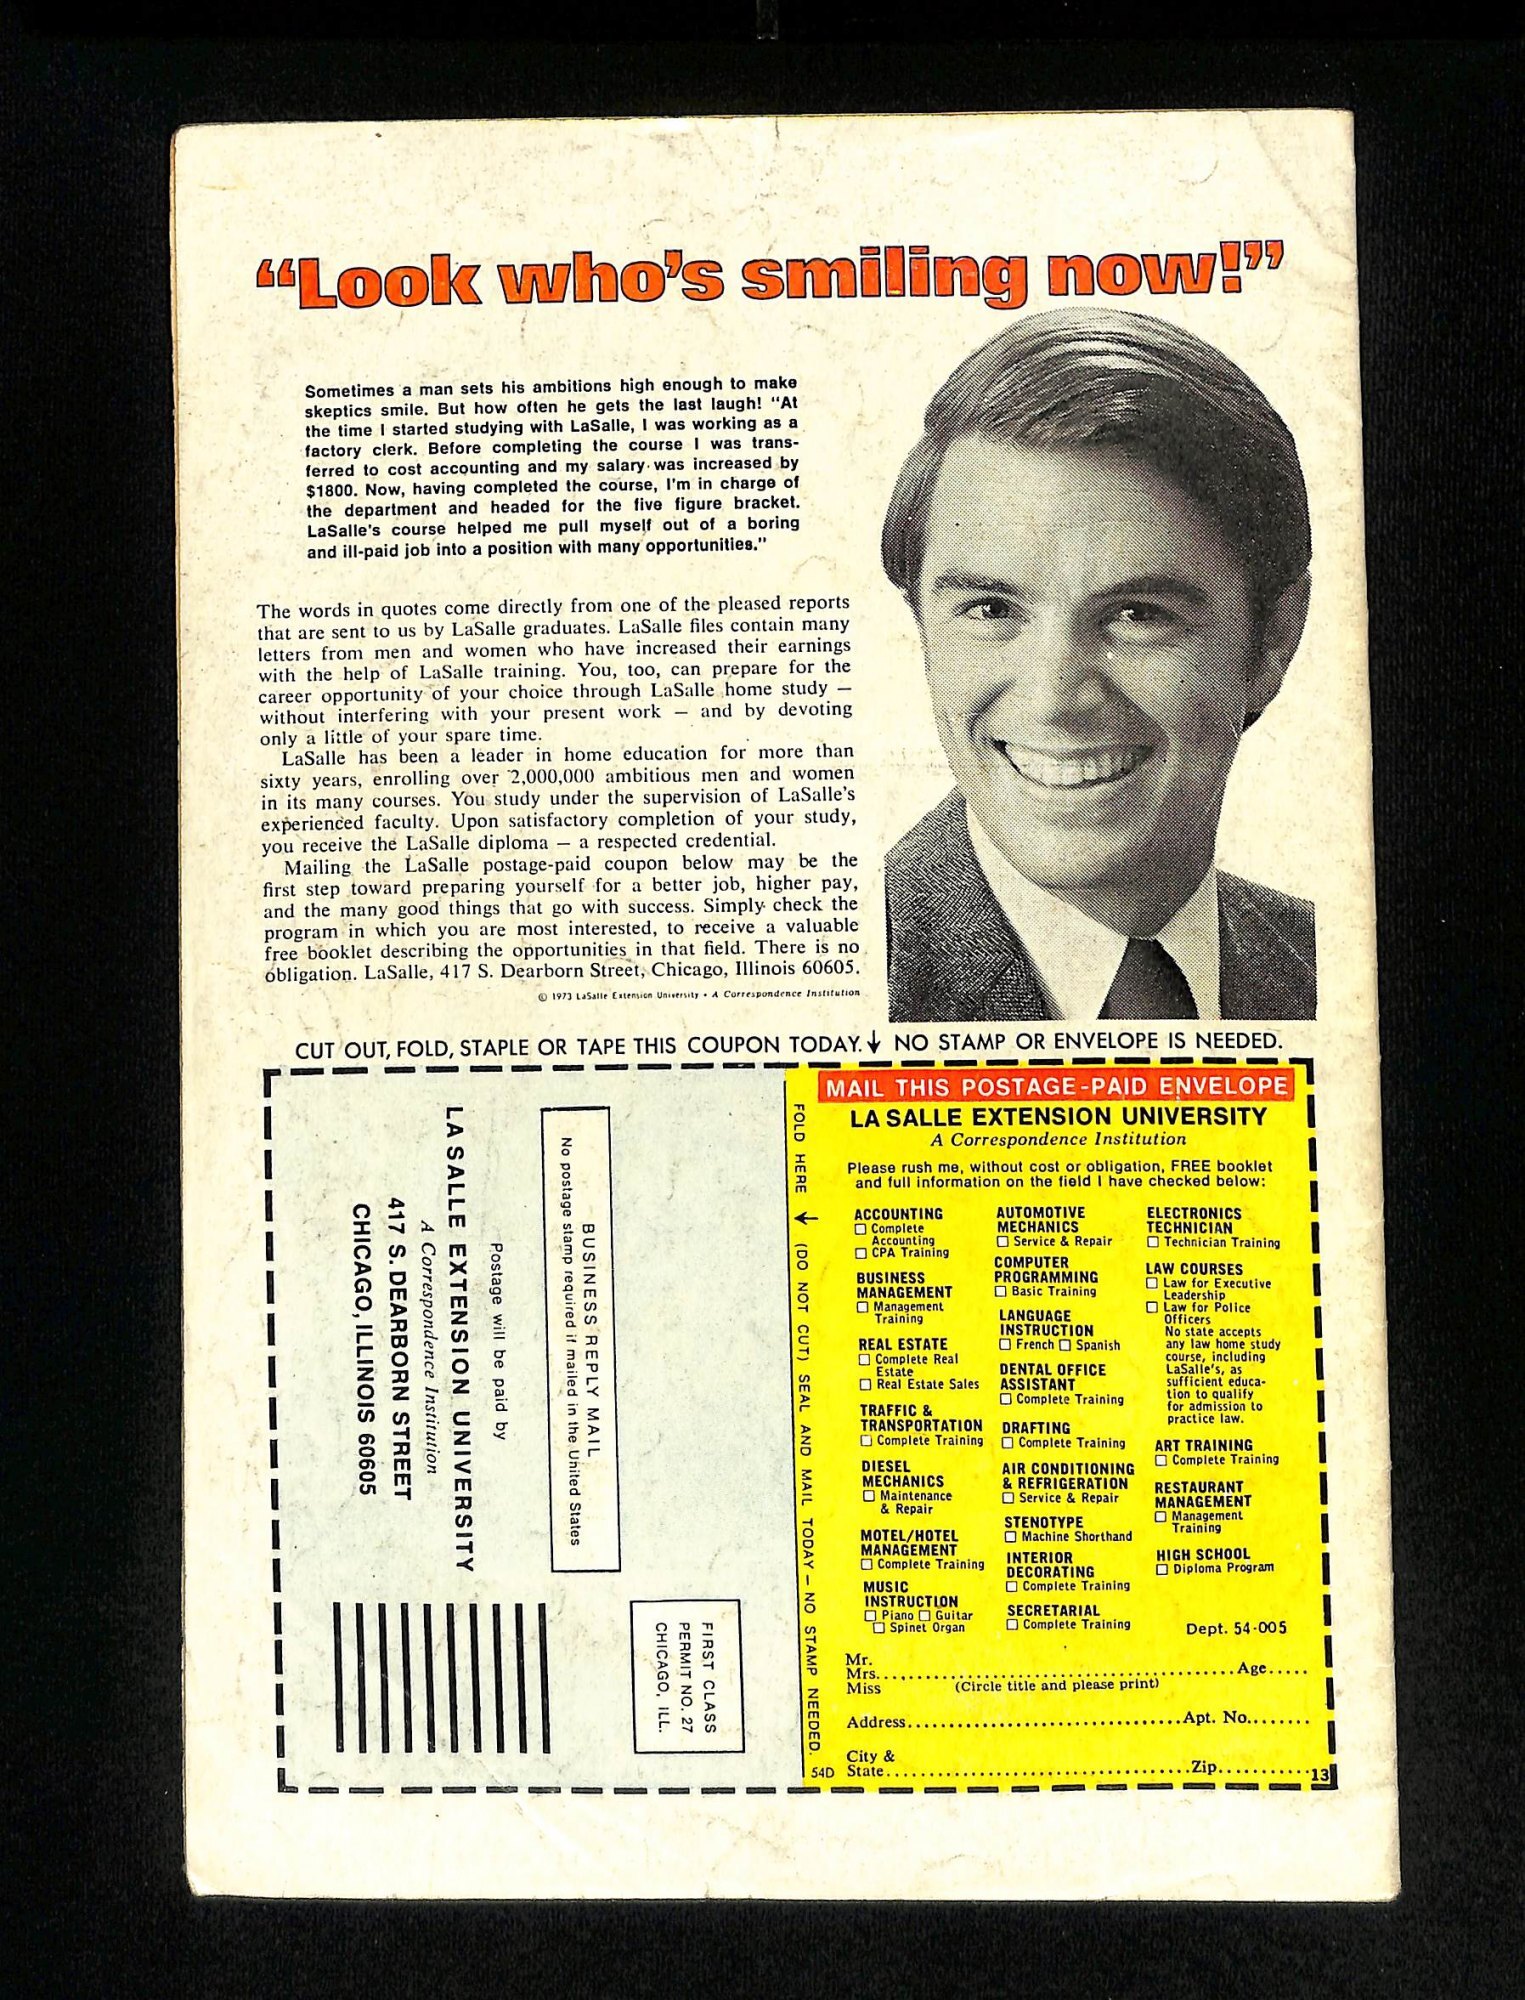 “Look who’s smiling now!”
Sometimes a man sets his ambitions high enough to make
skeptics smile. But how often he gets the last laugh! "At
the time I started studying with LaSalle, I was working as a
factory clerk. Before completing the course I was trans-
ferred to cost accounting and my salary was increased by
$1800. Now, having completed the course, I'm in charge of
the department and headed for the five figure bracket.
LaSalle's course helped me pull myself out of a boring
and ill-paid job into a position with many opportunities."
The words in quotes come directly from one of the pleased reports
that are sent to us by LaSalle graduates. LaSalle files contain many
letters from men and women who have increased their earnings
with the help of LaSalle training. You, too, can prepare for the
career opportunity of your choice through LaSalle home study —
without interfering with your present work — and by devoting
only a little of your spare time.
LaSalle has been a leader in home education for more than
sixty years, enrolling over 2,000,000 ambitious men and women
in its many courses. You study under the supervision of LaSalle's
experienced faculty. Upon satisfactory completion of your study,
you receive the LaSalle diploma — a respected credential.
Mailing the LaSalle postage-paid coupon below may be the
first step toward preparing yourself for a better job, higher pay,
and the many good things that go with success. Simply check the
program in which you are most interested, to receive a valuable
free booklet describing the opportunities in that field. There is no
obligation. LaSalle, 417 S. Dearborn Street, Chicago, Illinois 60605.
© 1973 LaSalle Extension University • A Correspondence Institution
CUT OUT, FOLD, STAPLE OR TAPE THIS COUPON TODAY. ↓ NO STAMP OR ENVELOPE IS NEEDED.
FIRST CLASS
PERMIT NO. 27
CHICAGO, ILL.
BUSINESS REPLY MAIL
No postage stamp required if mailed in the United States
Postage will be paid by
LA SALLE EXTENSION UNIVERSITY
A Correspondence Institution
417 S. DEARBORN STREET
CHICAGO, ILLINOIS 60605
FOLD HERE ↓ (DO NOT CUT) SEAL AND MAIL TODAY — NO STAMP NEEDED.
MAIL THIS POSTAGE-PAID ENVELOPE
LA SALLE EXTENSION UNIVERSITY
A Correspondence Institution
Please rush me, without cost or obligation, FREE booklet
and full information on the field I have checked below:
ACCOUNTING
☐ Complete
Accounting
☐ CPA Training
BUSINESS
MANAGEMENT
☐ Management
Training
REAL ESTATE
☐ Complete Real
Estate
☐ Real Estate Sales
TRAFFIC &
TRANSPORTATION
☐ Complete Training
DIESEL
MECHANICS
☐ Maintenance
& Repair
MOTEL/HOTEL
MANAGEMENT
☐ Complete Training
MUSIC
INSTRUCTION
☐ Piano ☐ Guitar
☐ Spinet Organ
AUTOMOTIVE
MECHANICS
☐ Service & Repair
COMPUTER
PROGRAMMING
☐ Basic Training
LANGUAGE
INSTRUCTION
☐ French ☐ Spanish
DENTAL OFFICE
ASSISTANT
☐ Complete Training
DRAFTING
☐ Complete Training
AIR CONDITIONING
& REFRIGERATION
☐ Service & Repair
STENOTYPE
☐ Machine Shorthand
INTERIOR
DECORATING
☐ Complete Training
SECRETARIAL
☐ Complete Training
ELECTRONICS
TECHNICIAN
☐ Technician Training
LAW COURSES
☐ Law for Executive
Leadership
☐ Law for Police
Officers
No state accepts
any law home study
course, including
LaSalle's, as
sufficient educa-
tion to qualify
for admission to
practice law.
ART TRAINING
☐ Complete Training
RESTAURANT
MANAGEMENT
☐ Management
Training
HIGH SCHOOL
☐ Diploma Program
Dept. 54-005
Mr.
Mrs. ........ Age.....
Miss (Circle title and please print)
Address ........ Apt. No........
City &
State ........ Zip........
54D
13